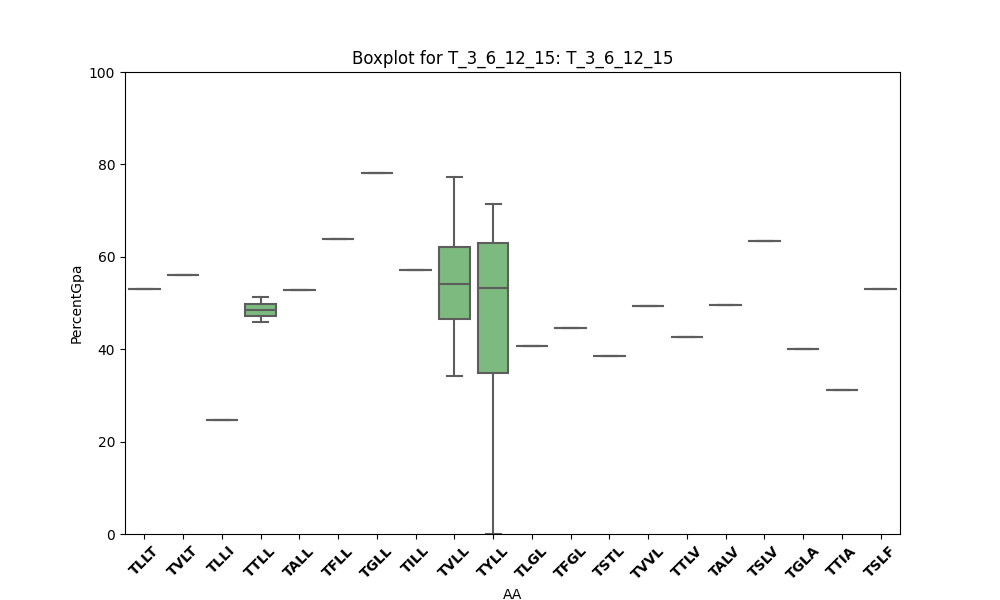 Boxplot for T_3_6_12_15: T_3_6_12_15
100
80
60
40
20
0
PercentGpa
TLLT
TVLT
TLLI
TTLL
TALL
TFLL
TGLL
TILL
TVLL
TYLL
TLGL
TFGL
TSTL
TVVL
TTLV
TALV
TSLV
TGLA
TTIA
TSLF
AA